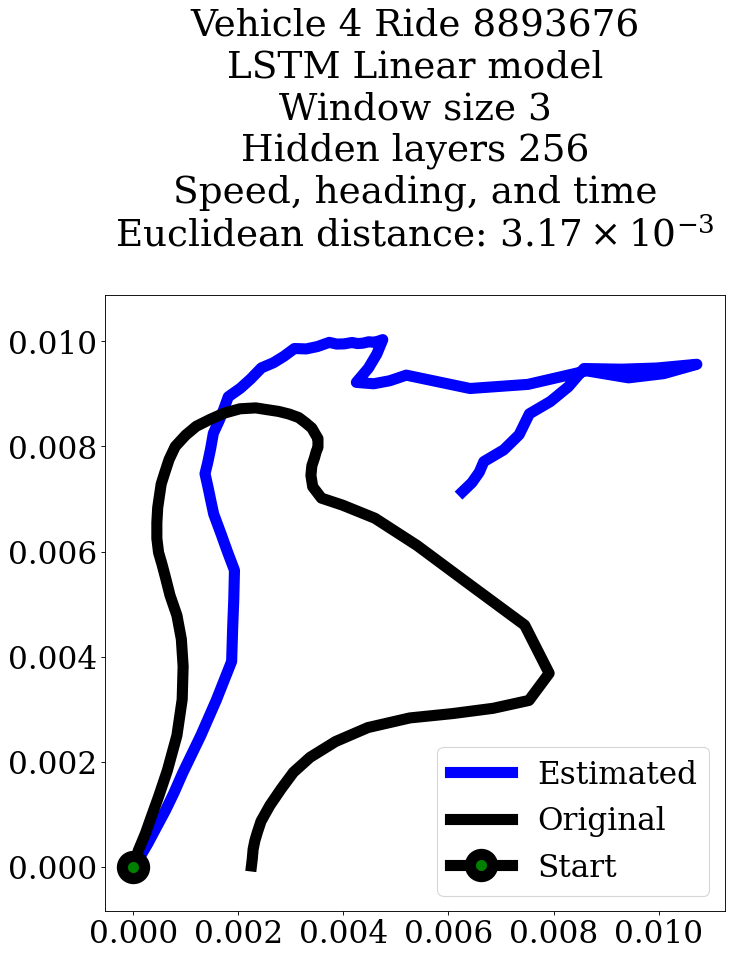 Vehicle 4 Ride 8893676
LSTM Linear model
Window size 3
Hidden layers 256
Speed, heading, and time
Euclidean distance: 3.17 × 10⁻³
0.010
0.008
0.006
0.004
0.002
0.000
Estimated
Original
Start
0.000 0.002 0.004 0.006 0.008 0.010